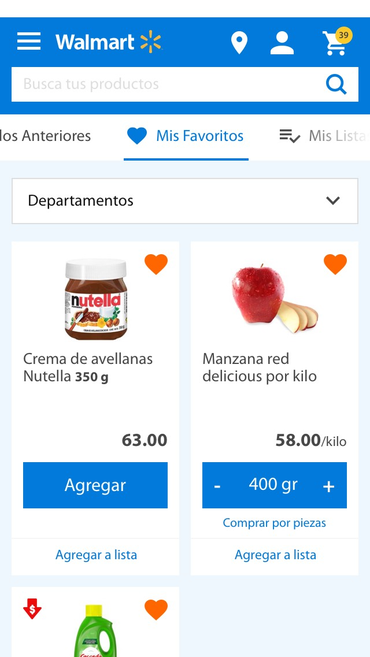 Walmart
39
Busca tus productos
los Anteriores
Mis Favoritos
Mis Lista
Departamentos
nutella
Crema de avellanas
Nutella 350 g
63.00
Agregar
Agregar a lista
Manzana red
delicious por kilo
58.00/kilo
- 400 gr +
Comprar por piezas
Agregar a lista
$